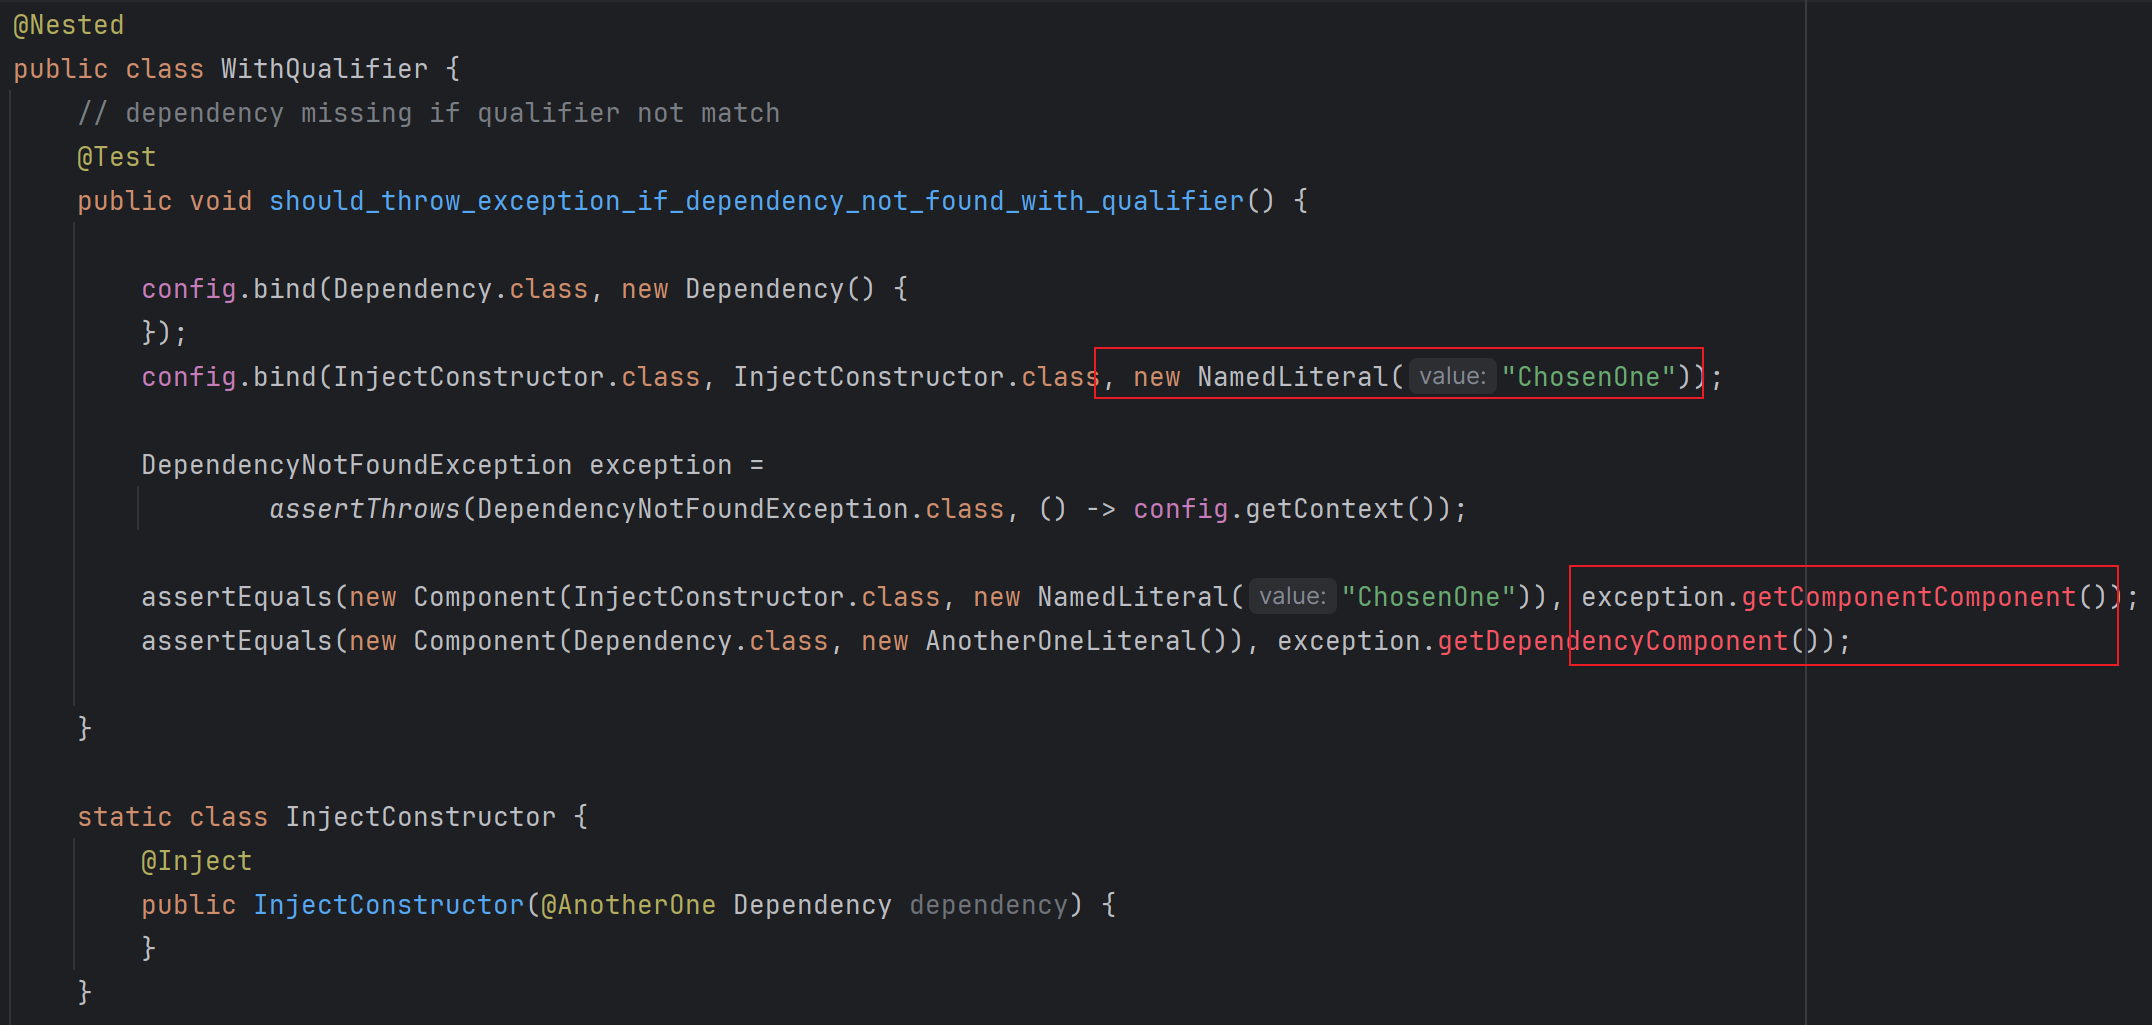 @Nested
public class WithQualifier {
// dependency missing if qualifier not match
@Test
public void should_throw_exception_if_dependency_not_found_with_qualifier() {
config.bind(Dependency.class, new Dependency() {
});
config.bind(InjectConstructor.class, InjectConstructor.class, new NamedLiteral( value: "ChosenOne"));
DependencyNotFoundException exception =
assertThrows(DependencyNotFoundException.class, () -> config.getContext());
assertEquals(new Component(InjectConstructor.class, new NamedLiteral( value: "ChosenOne")), exception.getComponentComponent());
assertEquals(new Component(Dependency.class, new AnotherOneLiteral()), exception.getDependencyComponent());
}
static class InjectConstructor {
@Inject
public InjectConstructor(@AnotherOne Dependency dependency) {
}
}